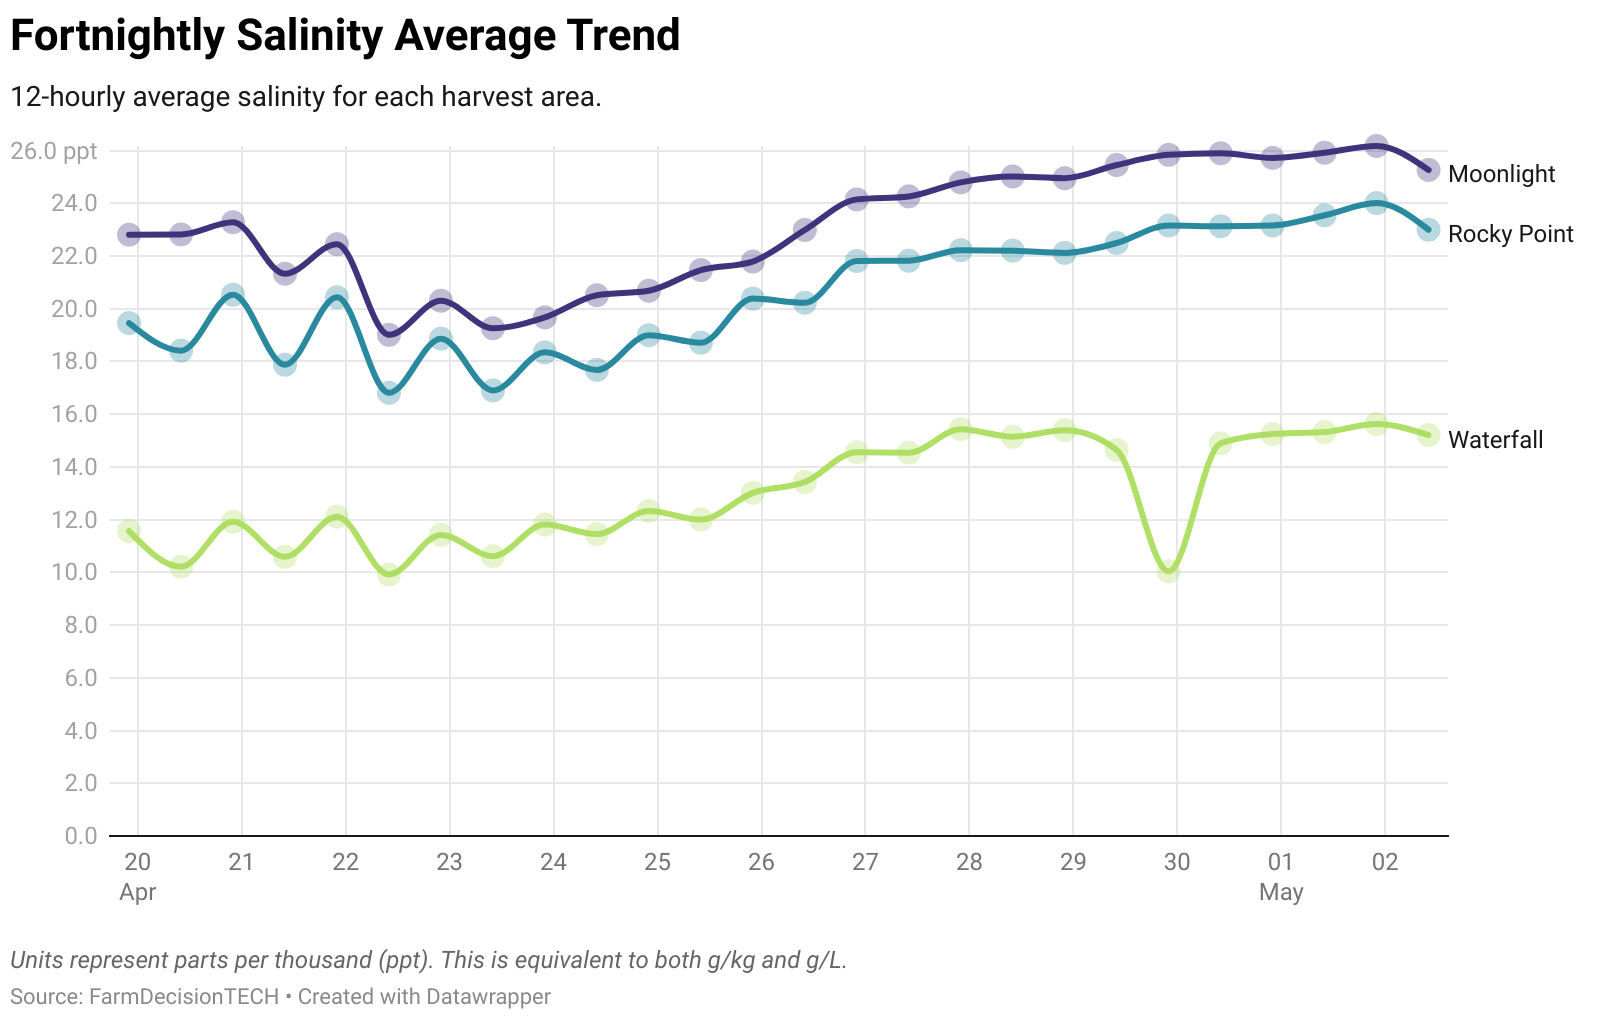 Fortnightly Salinity Average Trend
12-hourly average salinity for each harvest area.
26.0 ppt
24.0
22.0
20.0
18.0
16.0
14.0
12.0
10.0
8.0
6.0
4.0
2.0
0.0
Moonlight
Rocky Point
Waterfall
20 21 22 23 24 25 26 27 28 29 30 01 02
Apr May
Units represent parts per thousand (ppt). This is equivalent to both g/kg and g/L.
Source: FarmDecisionTECH • Created with Datawrapper